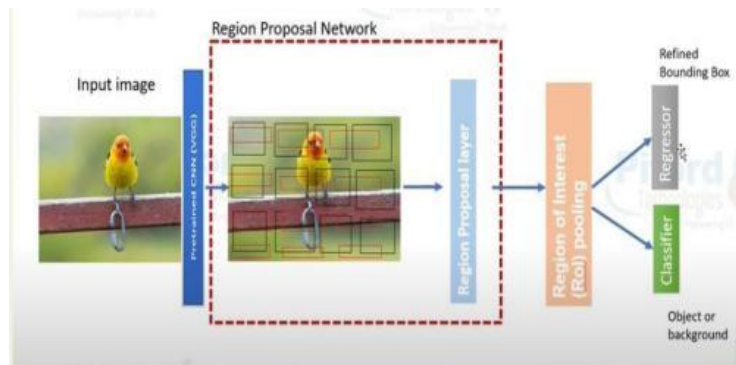 Region Proposal Network
Input image
Pretrained CNN (VGG)
Region Proposal layer
Region of Interest
(RoI) pooling
Refined
Bounding Box
Regressor
Classifier
Object or
background